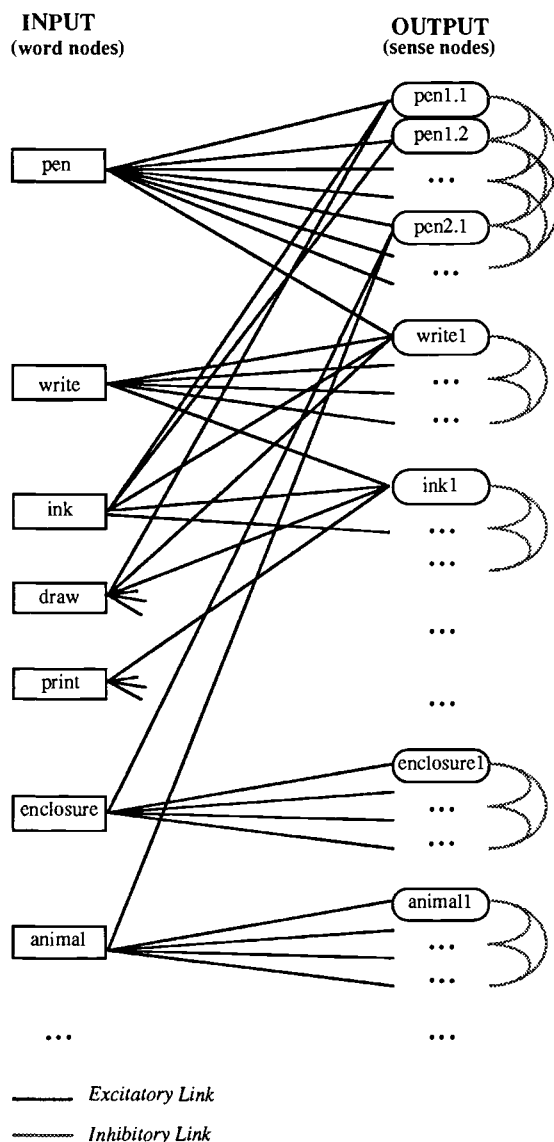 INPUT
(word nodes)
OUTPUT
(sense nodes)
pen
pen1.1
pen1.2
...
pen2.1
...
write
write1
...
...
ink
ink1
...
...
draw
...
print
...
enclosure
enclosure1
...
...
animal
animal1
...
...
...
...
Excitatory Link
Inhibitory Link